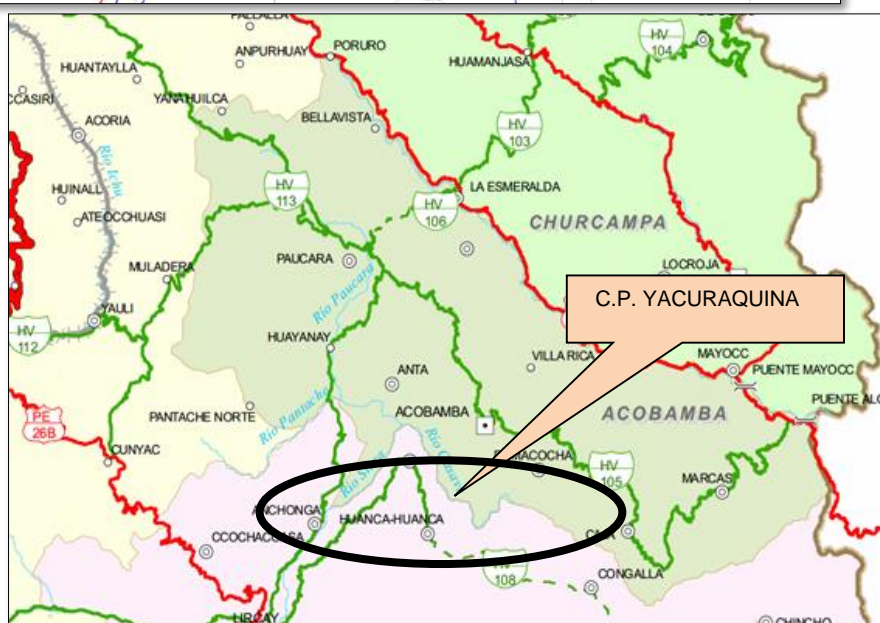 PORURO
ANPURHUAY
HUANTAYLLA
HUAMANJASA
HV
104
YANAHUILCA
BELLAVISTA
HV
103
ACORIA
Río Ichu
HUINALL
ATEOCCHUASI
HV
113
HV
106
LA ESMERALDA
CHURCAMPA
PAUCARA
MULADERA
LOCROJA
C.P. YACURAQUINA
Río Paucara
YAULI
HV
112
HUAYANAY
VILLA RICA
MAYOCC
PUENTE MAYOCC
ANTA
ACOBAMBA
ACOBAMBA
PANTACHE NORTE
Río Pantacha
PE
26B
CUNYAC
HV
105
MARCAS
ANCHONGA
HUANCA-HUANCA
CCOCHACCASA
CAJA
HV
108
CONGALLA
LIRCAY
CHINCHO